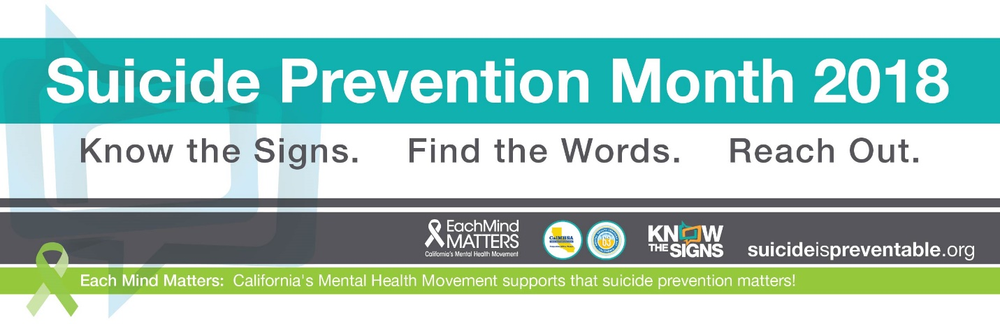 Suicide Prevention Month 2018
Know the Signs. Find the Words. Reach Out.
EachMind
MATTERS
California's Mental Health Movement
CalMHSA
63
KNOW
THE SIGNS
suicideispreventable.org
Each Mind Matters: California's Mental Health Movement supports that suicide prevention matters!